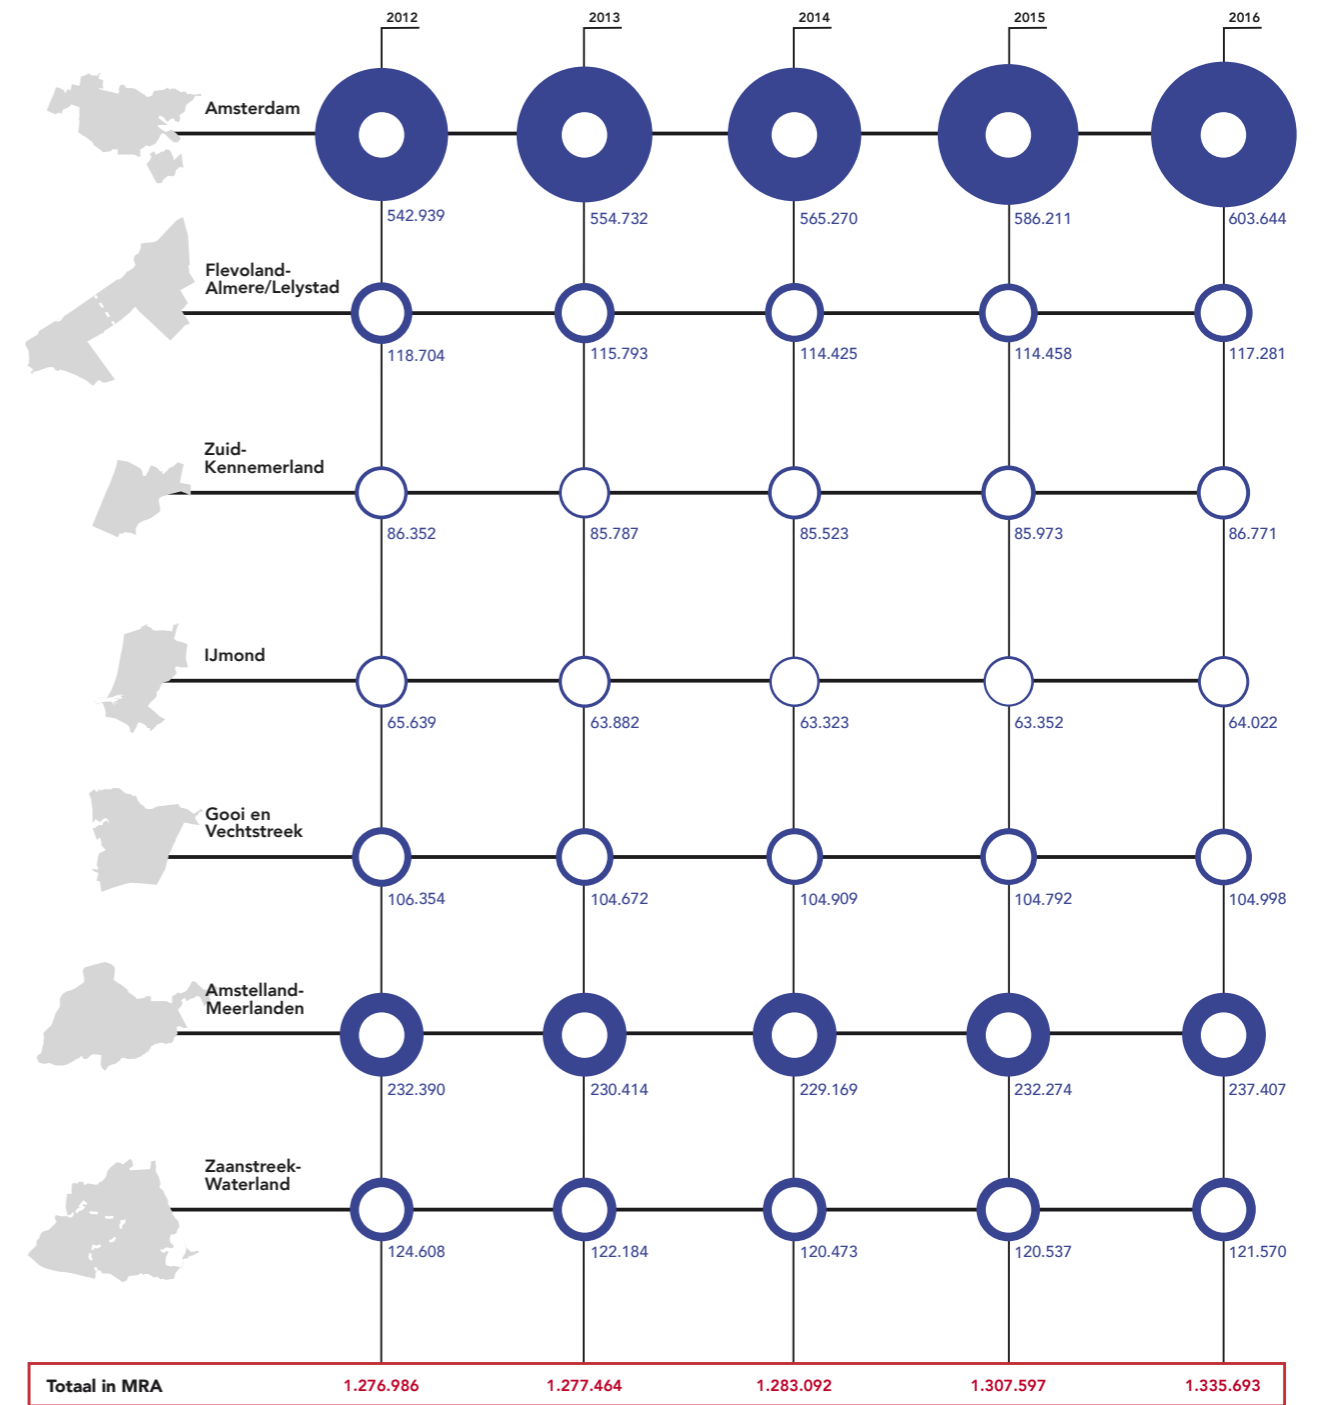 2012 2013 2014 2015 2016
Amsterdam
542.939 554.732 565.270 586.211 603.644
Flevoland-
Almere/Lelystad
118.704 115.793 114.425 114.458 117.281
Zuid-
Kennemerland
86.352 85.787 85.523 85.973 86.771
IJmond
65.639 63.882 63.323 63.352 64.022
Gooi en
Vechtstreek
106.354 104.672 104.909 104.792 104.998
Amstelland-
Meerlanden
232.390 230.414 229.169 232.274 237.407
Zaanstreek-
Waterland
124.608 122.184 120.473 120.537 121.570
Totaal in MRA 1.276.986 1.277.464 1.283.092 1.307.597 1.335.693